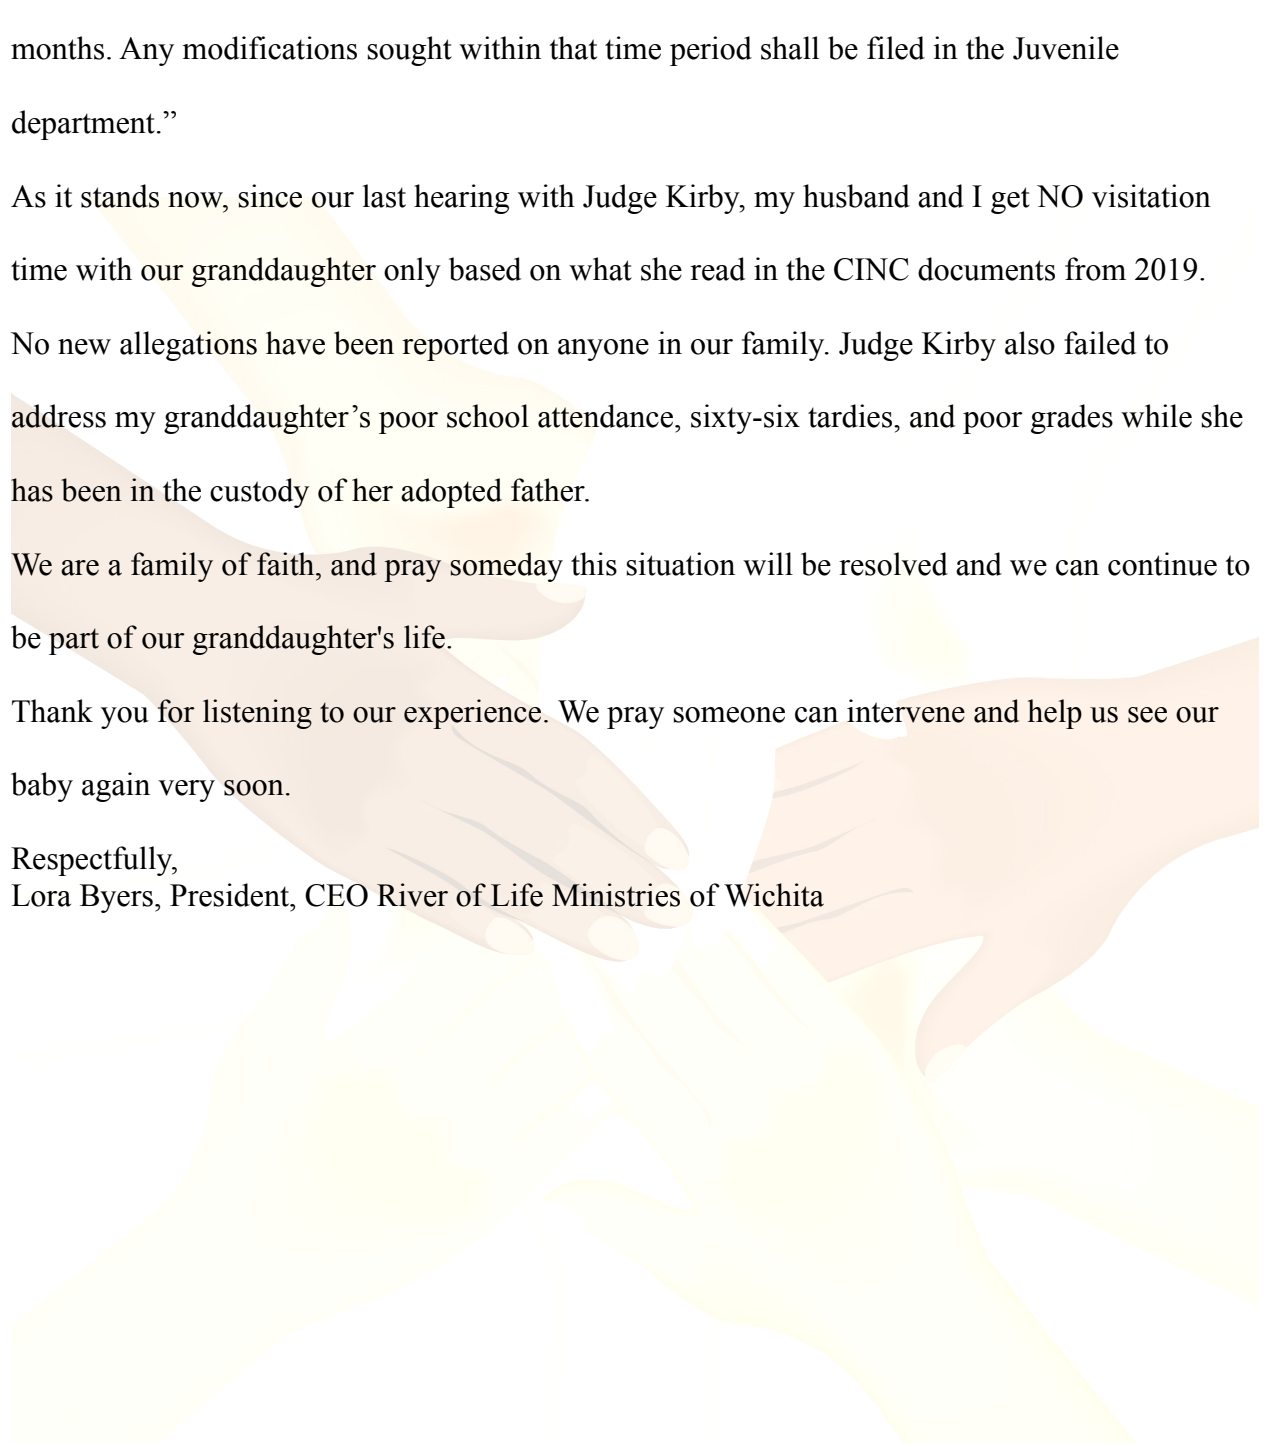 months. Any modifications sought within that time period shall be filed in the Juvenile
department.”
As it stands now, since our last hearing with Judge Kirby, my husband and I get NO visitation
time with our granddaughter only based on what she read in the CINC documents from 2019.
No new allegations have been reported on anyone in our family. Judge Kirby also failed to
address my granddaughter’s poor school attendance, sixty-six tardies, and poor grades while she
has been in the custody of her adopted father.
We are a family of faith, and pray someday this situation will be resolved and we can continue to
be part of our granddaughter's life.
Thank you for listening to our experience. We pray someone can intervene and help us see our
baby again very soon.
Respectfully,
Lora Byers, President, CEO River of Life Ministries of Wichita